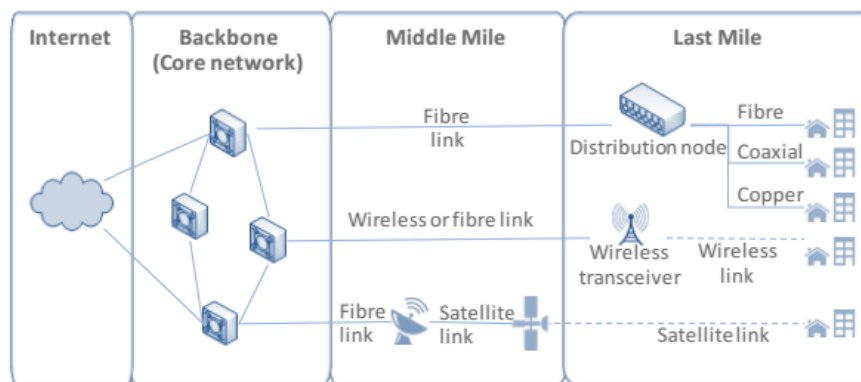 Internet
Backbone
(Core network)
Middle Mile
Last Mile
Fibre
link
Distribution node
Fibre
Coaxial
Copper
Wireless or fibre link
Wireless
transceiver
Wireless
link
Fibre
link
Satellite
link
Satellite link